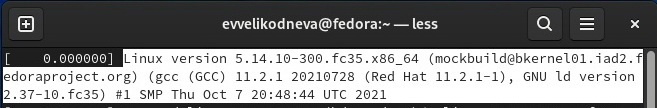 evvelikodneva@fedora:~ — less
[    0.000000] Linux version 5.14.10-300.fc35.x86_64 (mockbuild@bkernel01.iad2.f
edoraproject.org) (gcc (GCC) 11.2.1 20210728 (Red Hat 11.2.1-1), GNU ld version
2.37-10.fc35) #1 SMP Thu Oct 7 20:48:44 UTC 2021